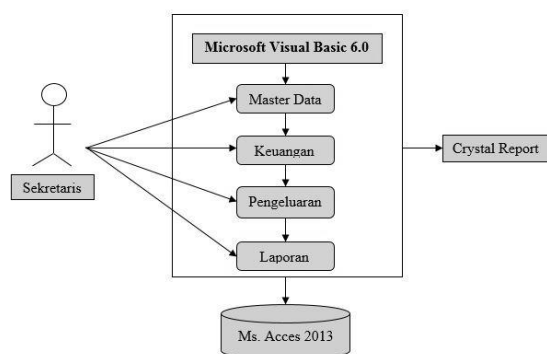 Microsoft Visual Basic 6.0
Master Data
Keuangan
Crystal Report
Sekretaris
Pengeluaran
Laporan
Ms. Acces 2013